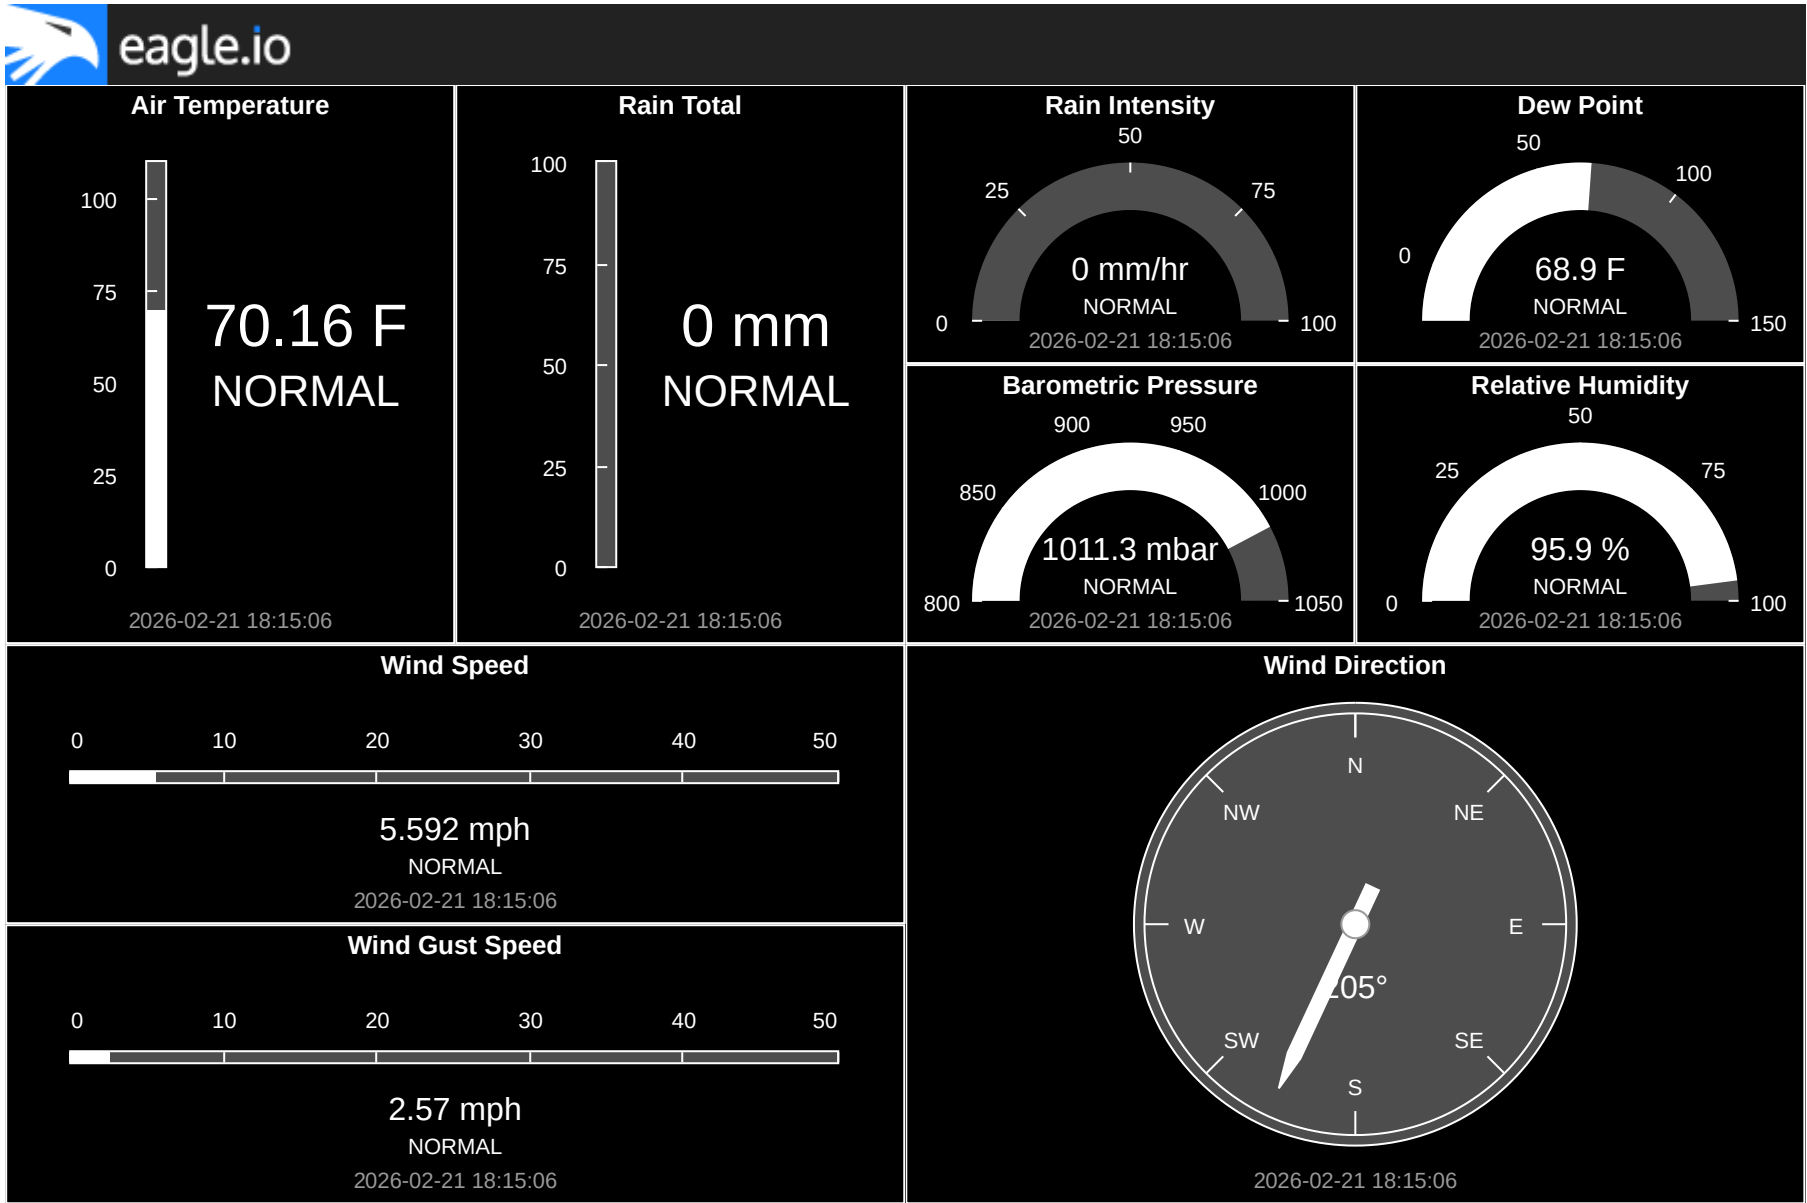 eagle.io
Air Temperature
100
75
50
25
0
70.16 F
NORMAL
2026-02-21 18:15:06
Rain Total
100
75
50
25
0
0 mm
NORMAL
2026-02-21 18:15:06
Rain Intensity
0
25
50
75
100
0 mm/hr
NORMAL
2026-02-21 18:15:06
Dew Point
0
50
100
150
68.9 F
NORMAL
2026-02-21 18:15:06
Barometric Pressure
800
850
900
950
1000
1050
1011.3 mbar
NORMAL
2026-02-21 18:15:06
Relative Humidity
0
25
50
75
100
95.9 %
NORMAL
2026-02-21 18:15:06
Wind Speed
0 10 20 30 40 50
5.592 mph
NORMAL
2026-02-21 18:15:06
Wind Gust Speed
0 10 20 30 40 50
2.57 mph
NORMAL
2026-02-21 18:15:06
Wind Direction
N
NW NE
W E
205°
SW SE
S
2026-02-21 18:15:06